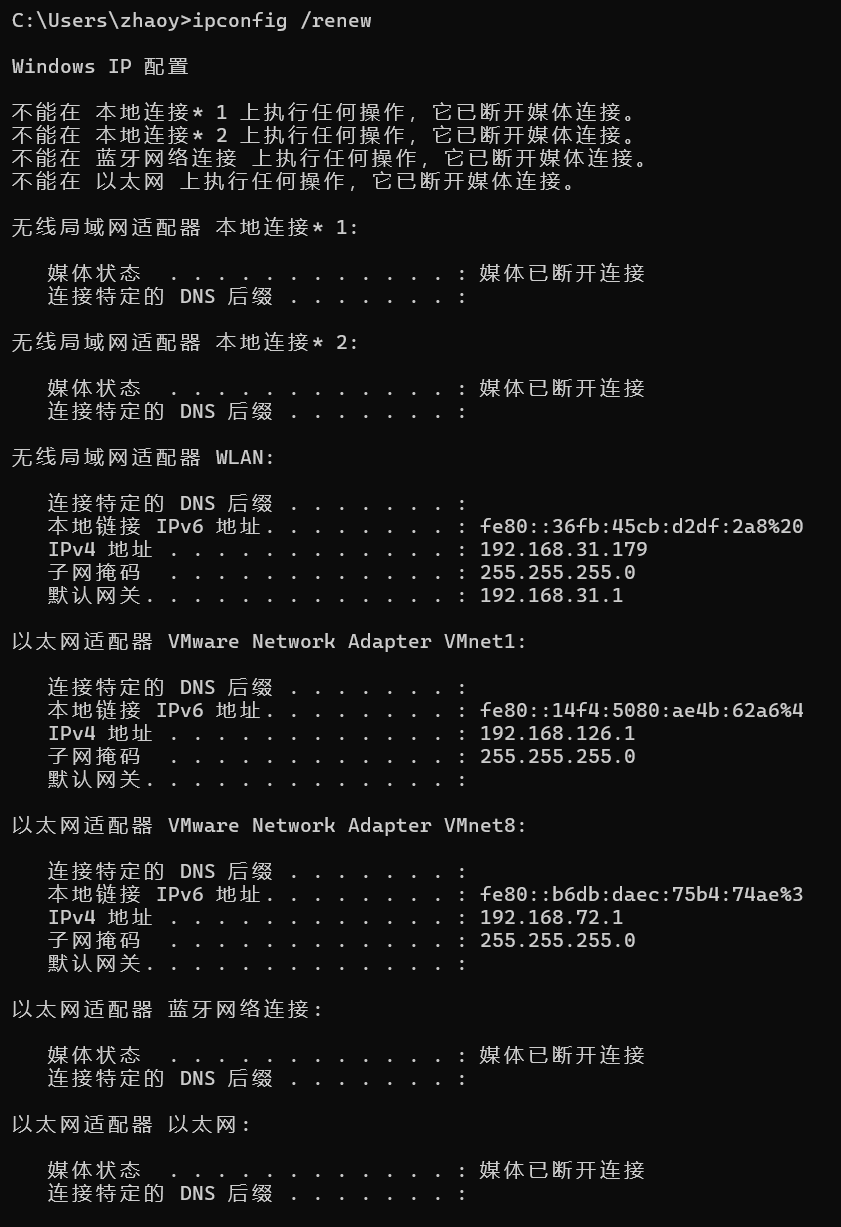 C:\Users\zhaoy>ipconfig /renew
Windows IP 配置
不能在 本地连接* 1 上执行任何操作，它已断开媒体连接。
不能在 本地连接* 2 上执行任何操作，它已断开媒体连接。
不能在 蓝牙网络连接 上执行任何操作，它已断开媒体连接。
不能在 以太网 上执行任何操作，它已断开媒体连接。
无线局域网适配器 本地连接* 1:
   媒体状态  . . . . . . . . . . . . : 媒体已断开连接
   连接特定的 DNS 后缀 . . . . . . . :
无线局域网适配器 本地连接* 2:
   媒体状态  . . . . . . . . . . . . : 媒体已断开连接
   连接特定的 DNS 后缀 . . . . . . . :
无线局域网适配器 WLAN:
   连接特定的 DNS 后缀 . . . . . . . :
   本地链接 IPv6 地址. . . . . . . . : fe80::36fb:45cb:d2df:2a8%20
   IPv4 地址 . . . . . . . . . . . . : 192.168.31.179
   子网掩码  . . . . . . . . . . . . : 255.255.255.0
   默认网关. . . . . . . . . . . . . : 192.168.31.1
以太网适配器 VMware Network Adapter VMnet1:
   连接特定的 DNS 后缀 . . . . . . . :
   本地链接 IPv6 地址. . . . . . . . : fe80::14f4:5080:ae4b:62a6%4
   IPv4 地址 . . . . . . . . . . . . : 192.168.126.1
   子网掩码  . . . . . . . . . . . . : 255.255.255.0
   默认网关. . . . . . . . . . . . . :
以太网适配器 VMware Network Adapter VMnet8:
   连接特定的 DNS 后缀 . . . . . . . :
   本地链接 IPv6 地址. . . . . . . . : fe80::b6db:daec:75b4:74ae%3
   IPv4 地址 . . . . . . . . . . . . : 192.168.72.1
   子网掩码  . . . . . . . . . . . . : 255.255.255.0
   默认网关. . . . . . . . . . . . . :
以太网适配器 蓝牙网络连接:
   媒体状态  . . . . . . . . . . . . : 媒体已断开连接
   连接特定的 DNS 后缀 . . . . . . . :
以太网适配器 以太网:
   媒体状态  . . . . . . . . . . . . : 媒体已断开连接
   连接特定的 DNS 后缀 . . . . . . . :